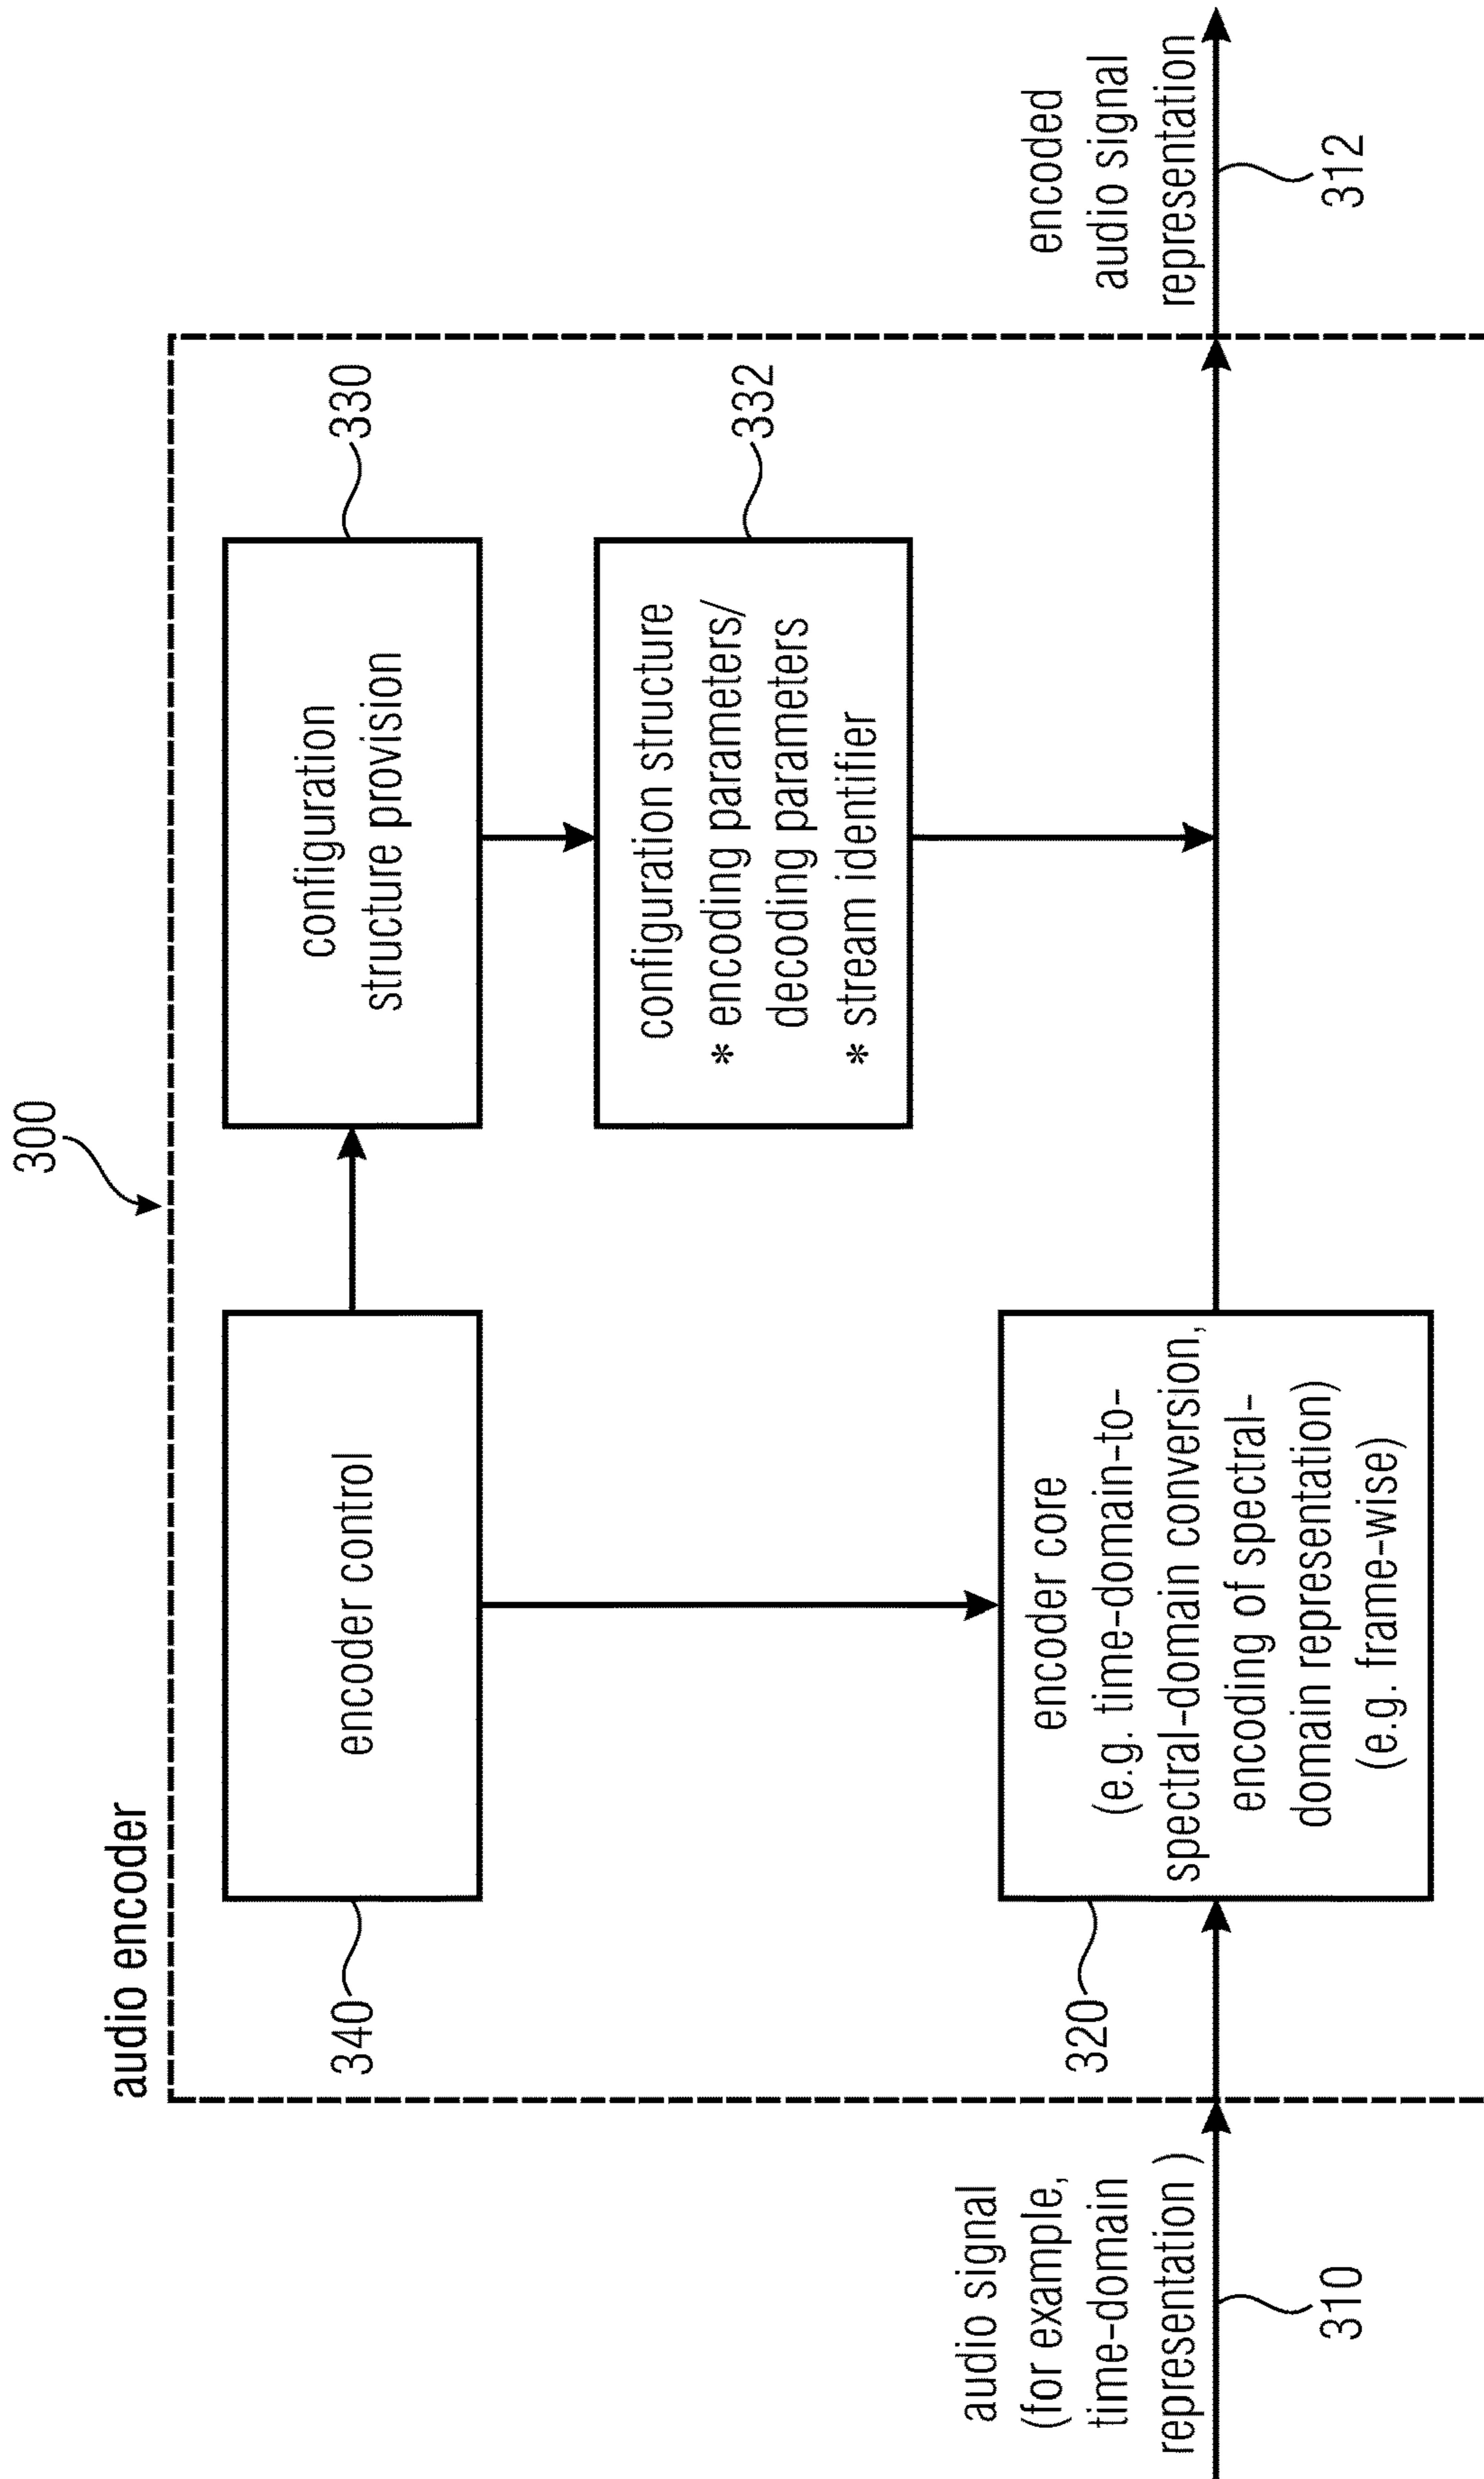 300
audio encoder
340
encoder control
330
configuration
structure provision
332
configuration structure
* encoding parameters/
decoding parameters
* stream identifier
audio signal
(for example,
time-domain
representation )
310
320
encoder core
(e.g. time-domain-to-
spectral-domain conversion,
encoding of spectral-
domain representation)
(e.g. frame-wise)
encoded
audio signal
representation
312